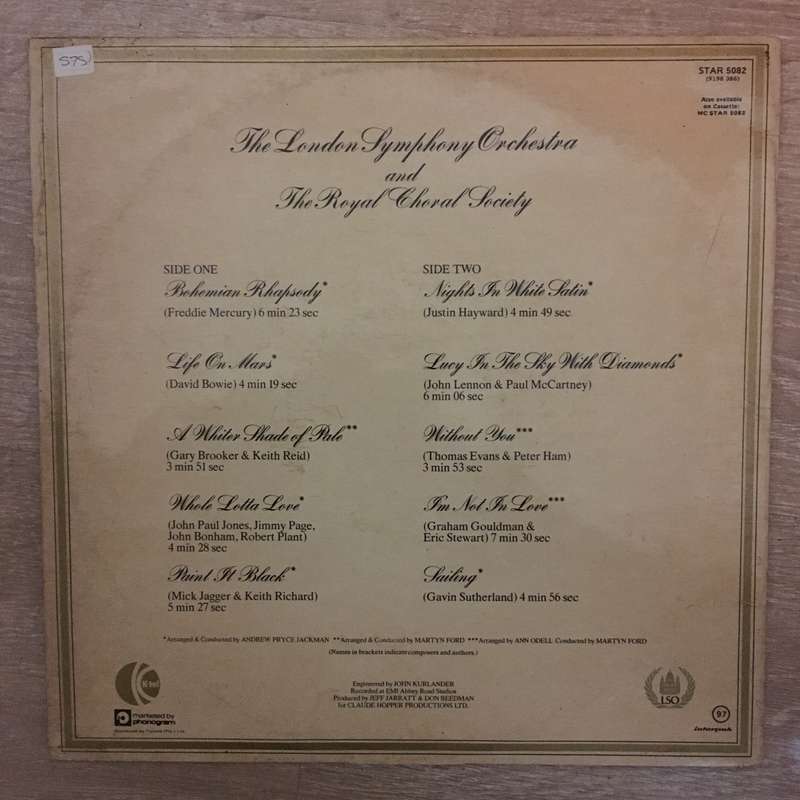 575
STAR 5082
(9198 386)
Also available
on Cassette:
MC STAR 5082
The London Symphony Orchestra
and
The Royal Choral Society
SIDE ONE
Bohemian Rhapsody*
(Freddie Mercury) 6 min 23 sec
Life On Mars*
(David Bowie) 4 min 19 sec
A Whiter Shade of Pale**
(Gary Brooker & Keith Reid)
3 min 51 sec
Whole Lotta Love*
(John Paul Jones, Jimmy Page,
John Bonham, Robert Plant)
4 min 28 sec
Paint It Black*
(Mick Jagger & Keith Richard)
5 min 27 sec
SIDE TWO
Nights In White Satin*
(Justin Hayward) 4 min 49 sec
Lucy In The Sky With Diamonds*
(John Lennon & Paul McCartney)
6 min 06 sec
Without You***
(Thomas Evans & Peter Ham)
3 min 53 sec
I'm Not In Love***
(Graham Gouldman &
Eric Stewart) 7 min 30 sec
Sailing*
(Gavin Sutherland) 4 min 56 sec
*Arranged & Conducted by ANDREW PRYCE JACKMAN **Arranged & Conducted by MARTYN FORD ***Arranged by ANN ODELL Conducted by MARTYN FORD
(Names in brackets indicate composers and authors.)
Engineered by JOHN KURLANDER
Recorded at EMI Abbey Road Studios
Produced by JEFF JARRATT & DON REEDMAN
for CLAUDE HOPPER PRODUCTIONS LTD.
K-tel
marketed by
phonogram
LSO
97
interpak